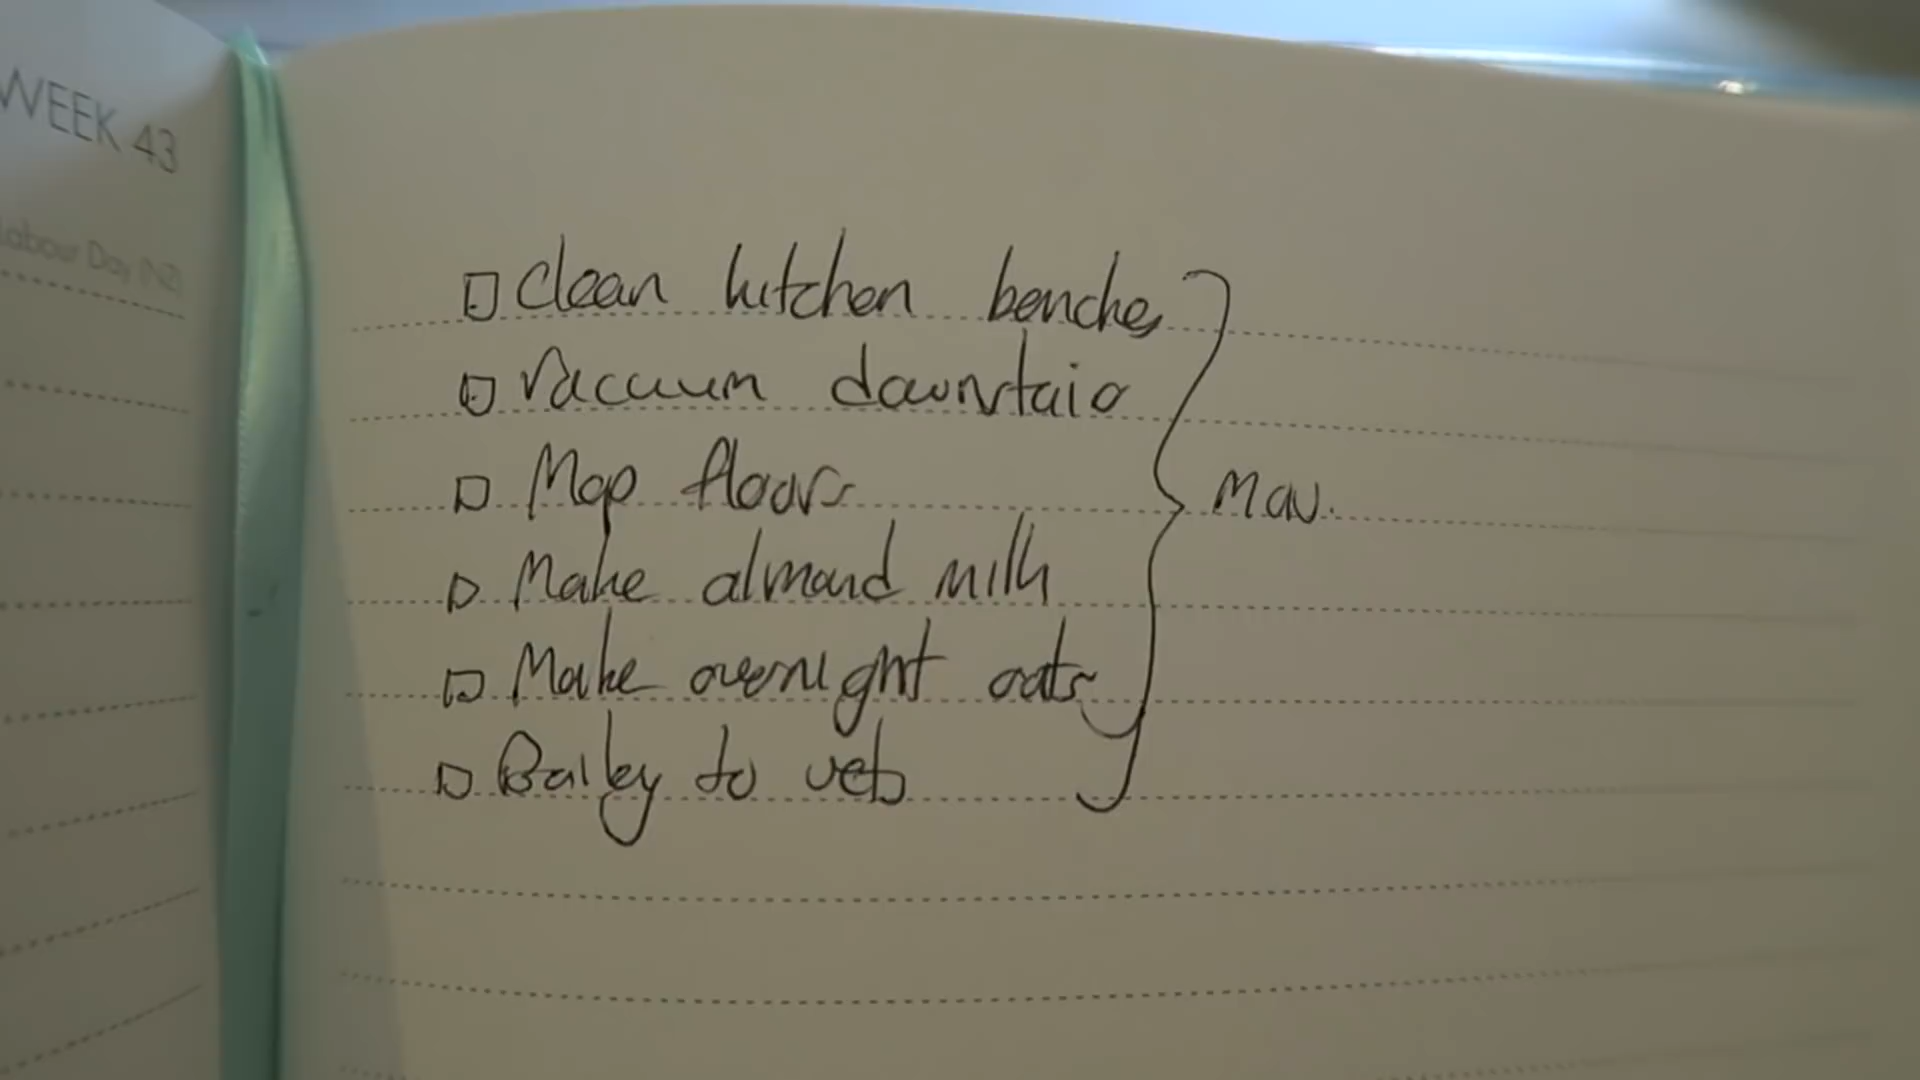 WEEK 43
Labour Day (NZ)
Clean kitchen benches
Vacuum downstairs
Mop floors
Make almond milk
Make overnight oats
Bailey to vets